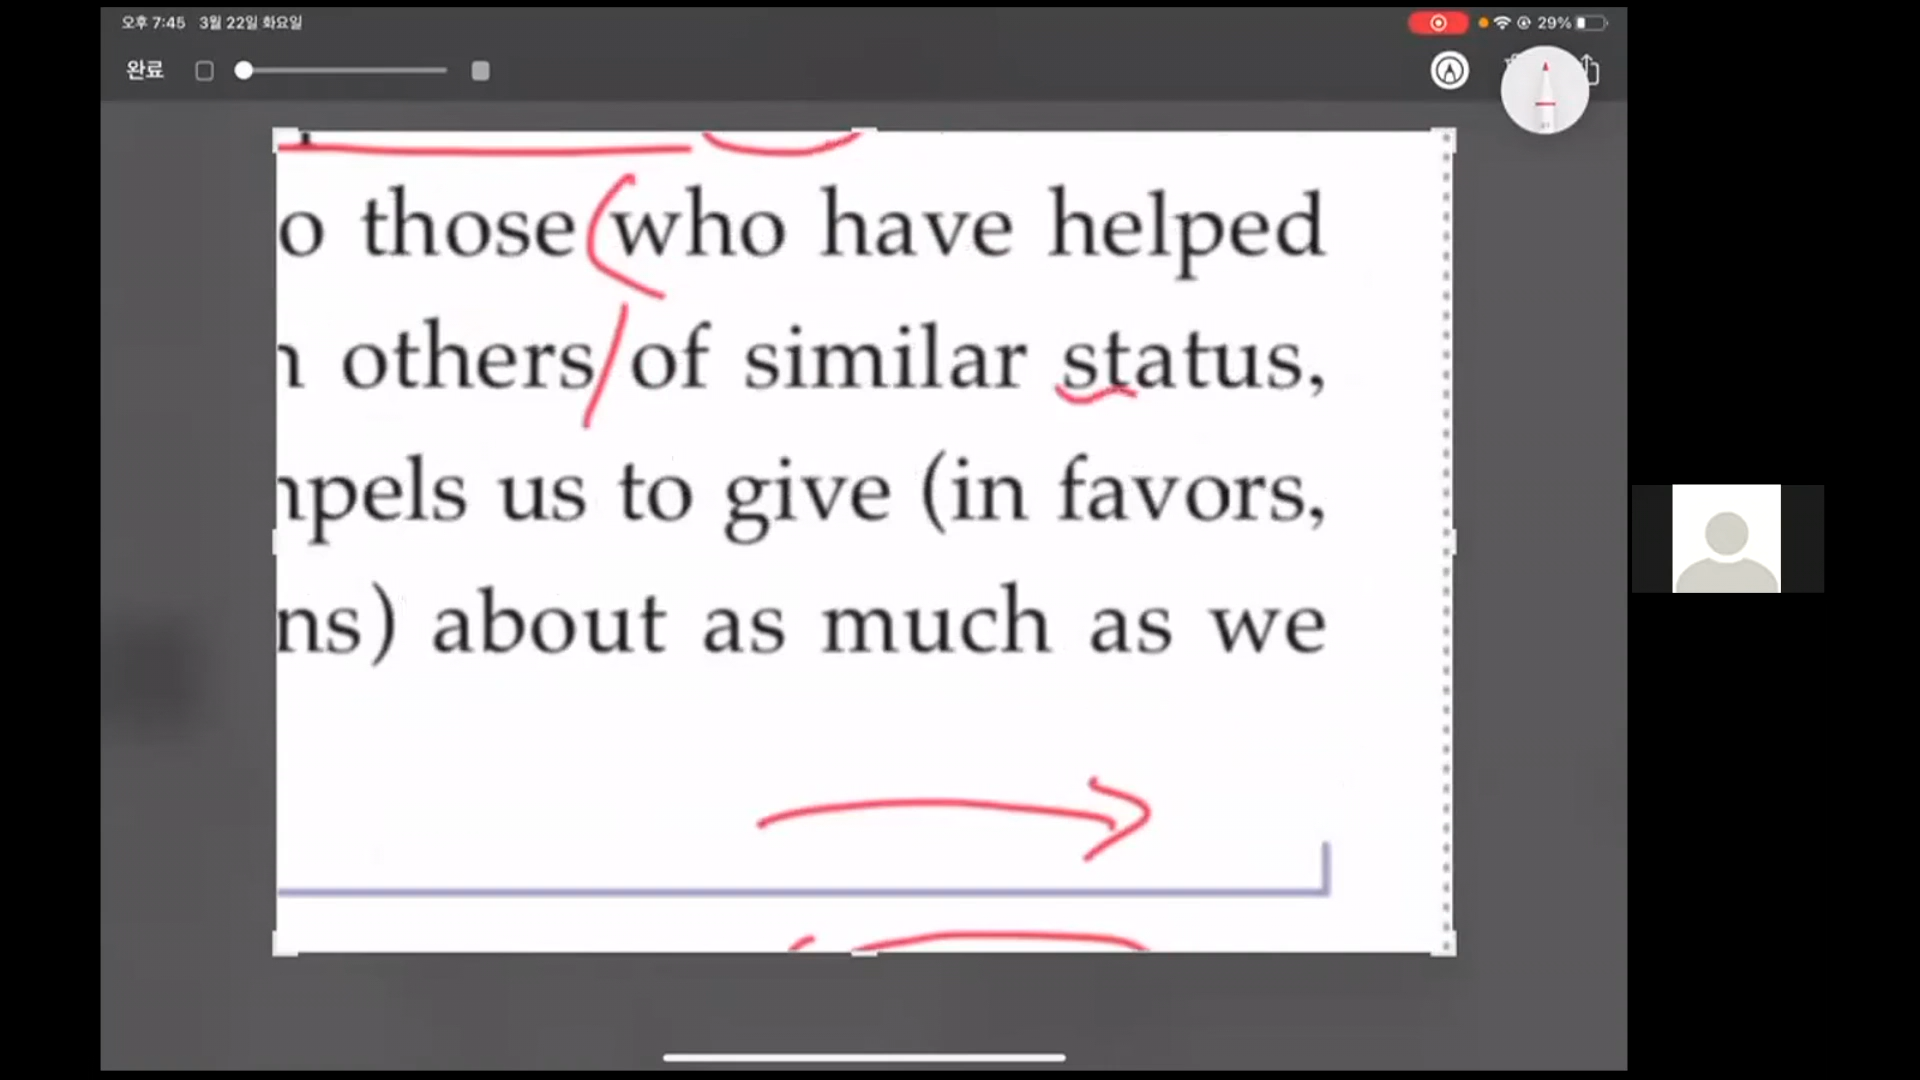 오후 7:45 3월 22일 화요일
29%
완료
o those who have helped
others of similar status,
pels us to give (in favors,
ns) about as much as we